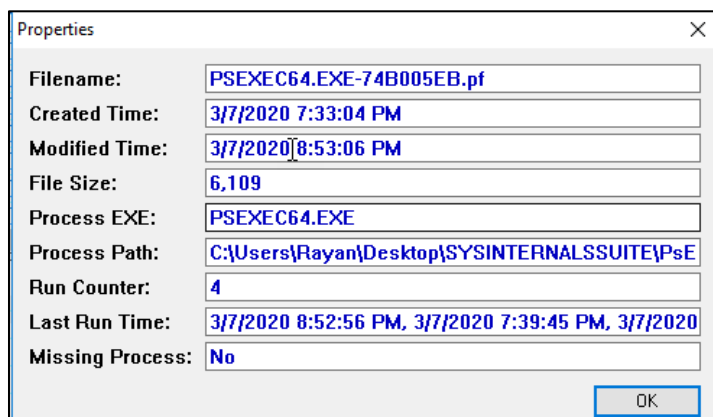 Properties
Filename: PSEXEC64.EXE-74B005EB.pf
Created Time: 3/7/2020 7:33:04 PM
Modified Time: 3/7/2020 8:53:06 PM
File Size: 6,109
Process EXE: PSEXEC64.EXE
Process Path: C:\Users\Rayan\Desktop\SYSINTERNALSSUITE\PsE
Run Counter: 4
Last Run Time: 3/7/2020 8:52:56 PM, 3/7/2020 7:39:45 PM, 3/7/2020
Missing Process: No
OK